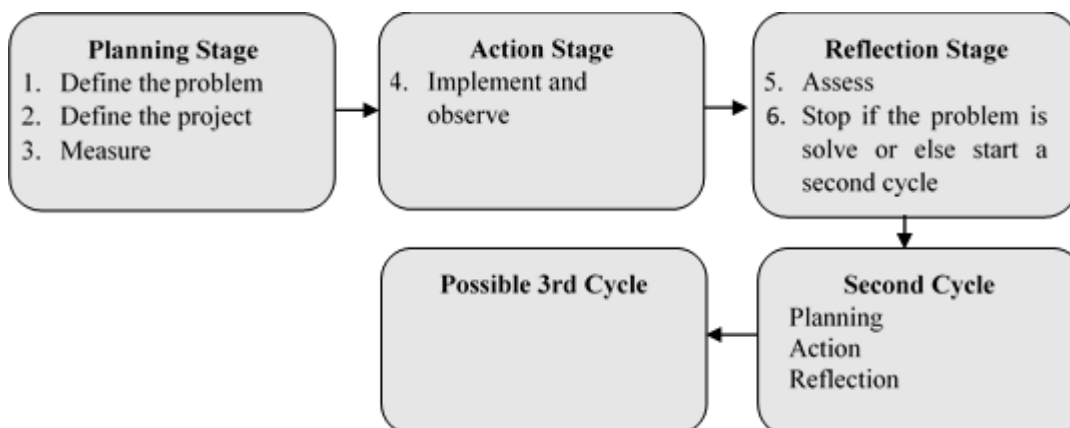 Planning Stage
1. Define the problem
2. Define the project
3. Measure
Action Stage
4. Implement and
observe
Reflection Stage
5. Assess
6. Stop if the problem is
solve or else start a
second cycle
Possible 3rd Cycle
Second Cycle
Planning
Action
Reflection